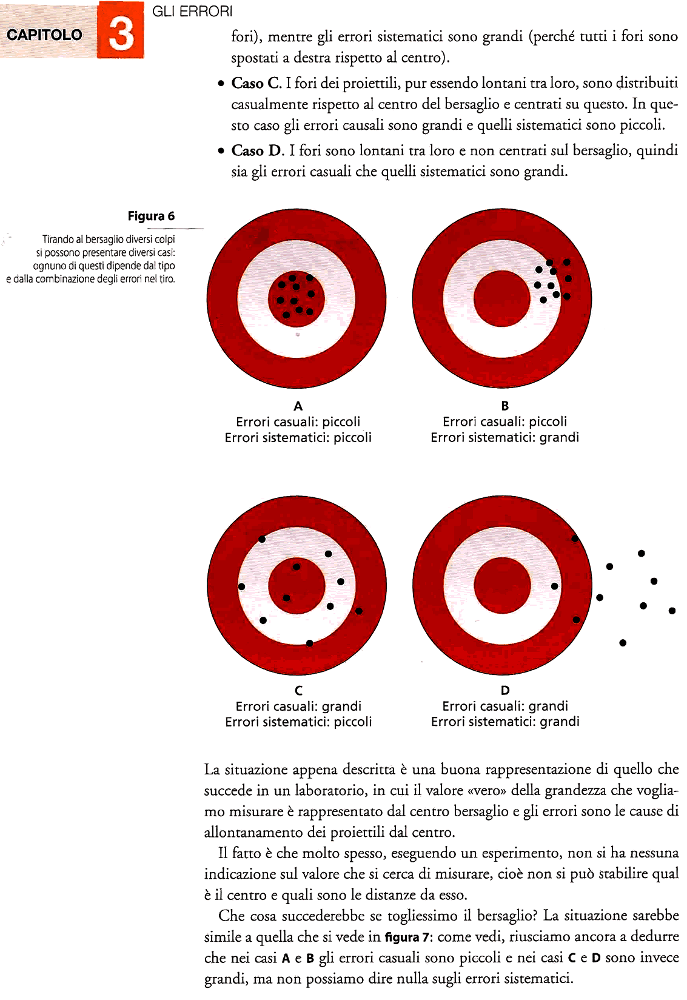 GLI ERRORI
CAPITOLO 3
fori), mentre gli errori sistematici sono grandi (perché tutti i fori sono
spostati a destra rispetto al centro).
• Caso C. I fori dei proiettili, pur essendo lontani tra loro, sono distribuiti
casualmente rispetto al centro del bersaglio e centrati su questo. In que-
sto caso gli errori causali sono grandi e quelli sistematici sono piccoli.
• Caso D. I fori sono lontani tra loro e non centrati sul bersaglio, quindi
sia gli errori casuali che quelli sistematici sono grandi.
Figura 6
Tirando al bersaglio diversi colpi
si possono presentare diversi casi:
ognuno di questi dipende dal tipo
e dalla combinazione degli errori nel tiro.
A
Errori casuali: piccoli
Errori sistematici: piccoli
B
Errori casuali: piccoli
Errori sistematici: grandi
C
Errori casuali: grandi
Errori sistematici: piccoli
D
Errori casuali: grandi
Errori sistematici: grandi
La situazione appena descritta è una buona rappresentazione di quello che
succede in un laboratorio, in cui il valore «vero» della grandezza che voglia-
mo misurare è rappresentato dal centro bersaglio e gli errori sono le cause di
allontanamento dei proiettili dal centro.
Il fatto è che molto spesso, eseguendo un esperimento, non si ha nessuna
indicazione sul valore che si cerca di misurare, cioè non si può stabilire qual
è il centro e quali sono le distanze da esso.
Che cosa succederebbe se togliessimo il bersaglio? La situazione sarebbe
simile a quella che si vede in figura 7: come vedi, riusciamo ancora a dedurre
che nei casi A e B gli errori casuali sono piccoli e nei casi C e D sono invece
grandi, ma non possiamo dire nulla sugli errori sistematici.